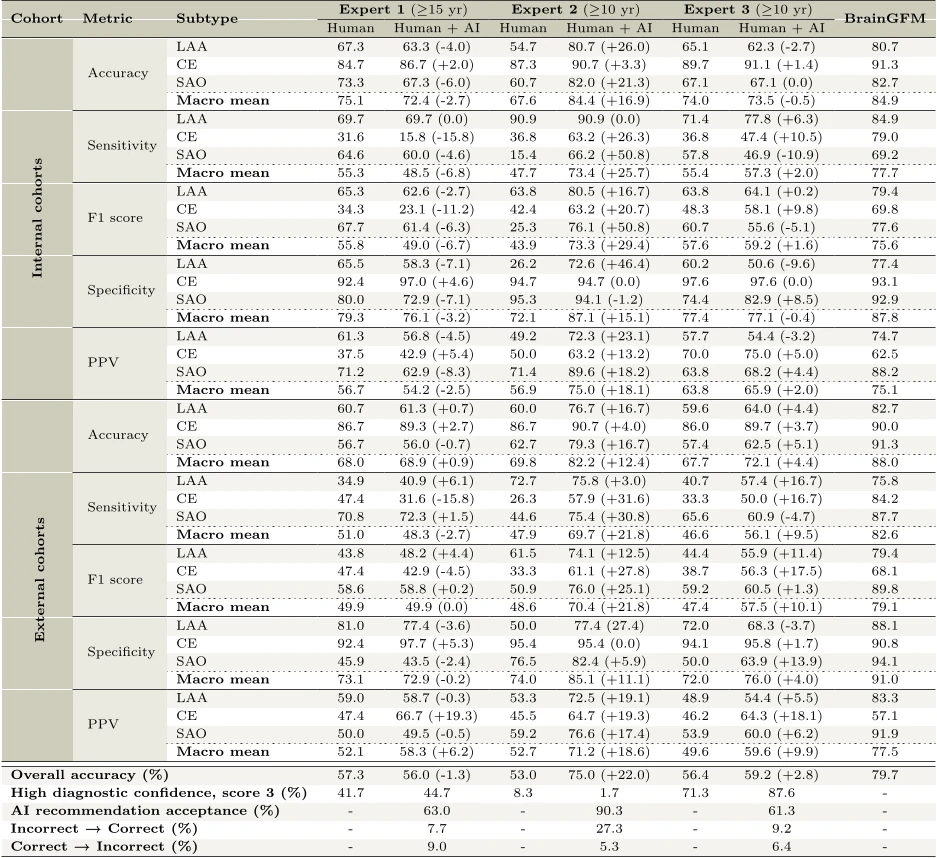 Cohort Metric Subtype Expert 1 (≥15 yr) Expert 2 (≥10 yr) Expert 3 (≥10 yr) BrainGFM
Human Human + AI Human Human + AI Human Human + AI
Internal cohorts
Accuracy
LAA 67.3 63.3 (-4.0) 54.7 80.7 (+26.0) 65.1 62.3 (-2.7) 80.7
CE 84.7 86.7 (+2.0) 87.3 90.7 (+3.3) 89.7 91.1 (+1.4) 91.3
SAO 73.3 67.3 (-6.0) 60.7 82.0 (+21.3) 67.1 67.1 (0.0) 82.7
Macro mean 75.1 72.4 (-2.7) 67.6 84.4 (+16.9) 74.0 73.5 (-0.5) 84.9
Sensitivity
LAA 69.7 69.7 (0.0) 90.9 90.9 (0.0) 71.4 77.8 (+6.3) 84.9
CE 31.6 15.8 (-15.8) 36.8 63.2 (+26.3) 36.8 47.4 (+10.5) 79.0
SAO 64.6 60.0 (-4.6) 15.4 66.2 (+50.8) 57.8 46.9 (-10.9) 69.2
Macro mean 55.3 48.5 (-6.8) 47.7 73.4 (+25.7) 55.4 57.3 (+2.0) 77.7
F1 score
LAA 65.3 62.6 (-2.7) 63.8 80.5 (+16.7) 63.8 64.1 (+0.2) 79.4
CE 34.3 23.1 (-11.2) 42.4 63.2 (+20.7) 48.3 58.1 (+9.8) 69.8
SAO 67.7 61.4 (-6.3) 25.3 76.1 (+50.8) 60.7 55.6 (-5.1) 77.6
Macro mean 55.8 49.0 (-6.7) 43.9 73.3 (+29.4) 57.6 59.2 (+1.6) 75.6
Specificity
LAA 65.5 58.3 (-7.1) 26.2 72.6 (+46.4) 60.2 50.6 (-9.6) 77.4
CE 92.4 97.0 (+4.6) 94.7 94.7 (0.0) 97.6 97.6 (0.0) 93.1
SAO 80.0 72.9 (-7.1) 95.3 94.1 (-1.2) 74.4 82.9 (+8.5) 92.9
Macro mean 79.3 76.1 (-3.2) 72.1 87.1 (+15.1) 77.4 77.1 (-0.4) 87.8
PPV
LAA 61.3 56.8 (-4.5) 49.2 72.3 (+23.1) 57.7 54.4 (-3.2) 74.7
CE 37.5 42.9 (+5.4) 50.0 63.2 (+13.2) 70.0 75.0 (+5.0) 62.5
SAO 71.2 62.9 (-8.3) 71.4 89.6 (+18.2) 63.8 68.2 (+4.4) 88.2
Macro mean 56.7 54.2 (-2.5) 56.9 75.0 (+18.1) 63.8 65.9 (+2.0) 75.1
External cohorts
Accuracy
LAA 60.7 61.3 (+0.7) 60.0 76.7 (+16.7) 59.6 64.0 (+4.4) 82.7
CE 86.7 89.3 (+2.7) 86.7 90.7 (+4.0) 86.0 89.7 (+3.7) 90.0
SAO 56.7 56.0 (-0.7) 62.7 79.3 (+16.7) 57.4 62.5 (+5.1) 91.3
Macro mean 68.0 68.9 (+0.9) 69.8 82.2 (+12.4) 67.7 72.1 (+4.4) 88.0
Sensitivity
LAA 34.9 40.9 (+6.1) 72.7 75.8 (+3.0) 40.7 57.4 (+16.7) 75.8
CE 47.4 31.6 (-15.8) 26.3 57.9 (+31.6) 33.3 50.0 (+16.7) 84.2
SAO 70.8 72.3 (+1.5) 44.6 75.4 (+30.8) 65.6 60.9 (-4.7) 87.7
Macro mean 51.0 48.3 (-2.7) 47.9 69.7 (+21.8) 46.6 56.1 (+9.5) 82.6
F1 score
LAA 43.8 48.2 (+4.4) 61.5 74.1 (+12.5) 44.4 55.9 (+11.4) 79.4
CE 47.4 42.9 (-4.5) 33.3 61.1 (+27.8) 38.7 56.3 (+17.5) 68.1
SAO 58.6 58.8 (+0.2) 50.9 76.0 (+25.1) 59.2 60.5 (+1.3) 89.8
Macro mean 49.9 49.9 (0.0) 48.6 70.4 (+21.8) 47.4 57.5 (+10.1) 79.1
Specificity
LAA 81.0 77.4 (-3.6) 50.0 77.4 (27.4) 72.0 68.3 (-3.7) 88.1
CE 92.4 97.7 (+5.3) 95.4 95.4 (0.0) 94.1 95.8 (+1.7) 90.8
SAO 45.9 43.5 (-2.4) 76.5 82.4 (+5.9) 50.0 63.9 (+13.9) 94.1
Macro mean 73.1 72.9 (-0.2) 74.0 85.1 (+11.1) 72.0 76.0 (+4.0) 91.0
PPV
LAA 59.0 58.7 (-0.3) 53.3 72.5 (+19.1) 48.9 54.4 (+5.5) 83.3
CE 47.4 66.7 (+19.3) 45.5 64.7 (+19.3) 46.2 64.3 (+18.1) 57.1
SAO 50.0 49.5 (-0.5) 59.2 76.6 (+17.4) 53.9 60.0 (+6.2) 91.9
Macro mean 52.1 58.3 (+6.2) 52.7 71.2 (+18.6) 49.6 59.6 (+9.9) 77.5
Overall accuracy (%) 57.3 56.0 (-1.3) 53.0 75.0 (+22.0) 56.4 59.2 (+2.8) 79.7
High diagnostic confidence, score 3 (%) 41.7 44.7 8.3 1.7 71.3 87.6 -
AI recommendation acceptance (%) - 63.0 - 90.3 - 61.3 -
Incorrect → Correct (%) - 7.7 - 27.3 - 9.2 -
Correct → Incorrect (%) - 9.0 - 5.3 - 6.4 -